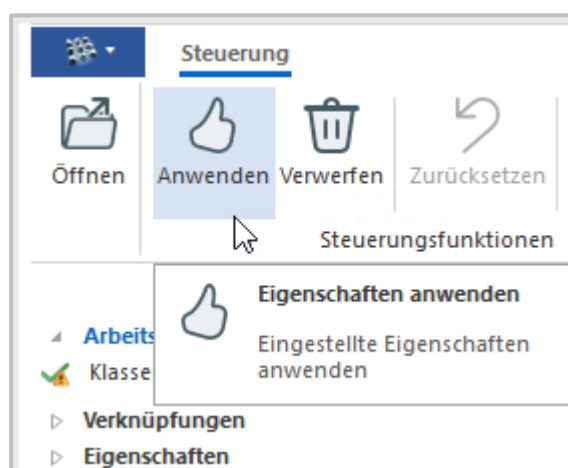 Steuerung
Öffnen
Anwenden
Verwerfen
Zurücksetzen
Steuerungsfunktionen
Eigenschaften anwenden
Eingestellte Eigenschaften
anwenden
Arbeits
Klasse
Verknüpfungen
Eigenschaften